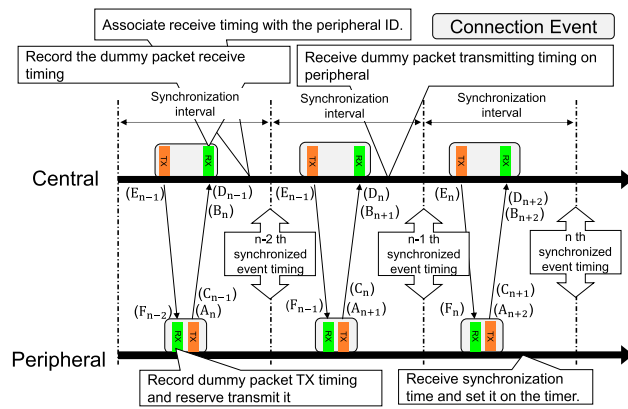 Associate receive timing with the peripheral ID.
Connection Event
Record the dummy packet receive
timing
Receive dummy packet transmitting timing on
peripheral
Synchronization
interval
Synchronization
interval
Synchronization
interval
TX
RX
TX
RX
TX
RX
Central
(Eₙ₋₁)
(Dₙ₋₁)
(Bₙ)
(Eₙ₋₁)
(Dₙ)
(Bₙ₊₁)
(Eₙ)
(Dₙ₊₂)
(Bₙ₊₂)
n-2 th
synchronized
event timing
n-1 th
synchronized
event timing
n th
synchronized
event timing
(Fₙ₋₂)
(Cₙ₋₁)
(Aₙ)
(Fₙ₋₁)
(Cₙ)
(Aₙ₊₁)
(Fₙ)
(Cₙ₊₁)
(Aₙ₊₂)
RX
TX
RX
TX
RX
TX
Peripheral
Record dummy packet TX timing
and reserve transmit it
Receive synchronization
time and set it on the timer.